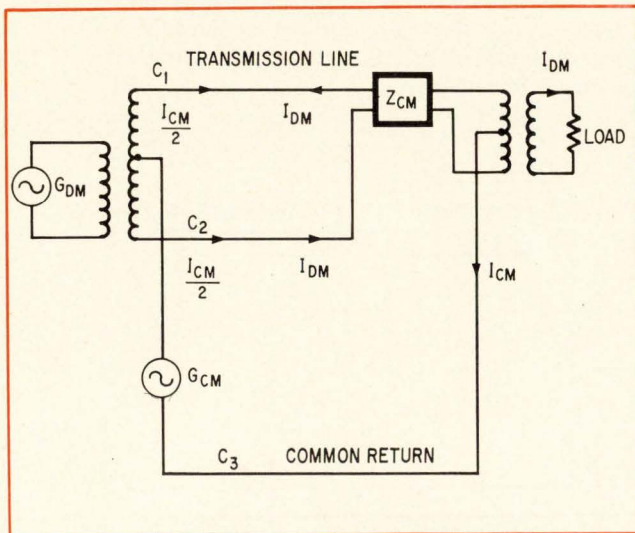 TRANSMISSION LINE
C1
ICM/2
IDM
ZCM
IDM
LOAD
GDM
C2
ICM/2
IDM
ICM
GCM
C3 COMMON RETURN